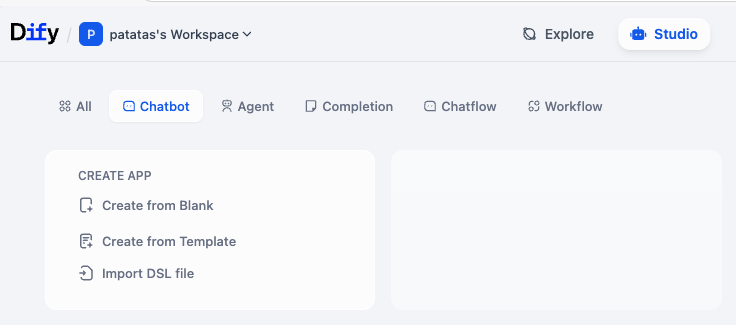 Dify / P patatas's Workspace Explore Studio
All Chatbot Agent Completion Chatflow Workflow
CREATE APP
Create from Blank
Create from Template
Import DSL file